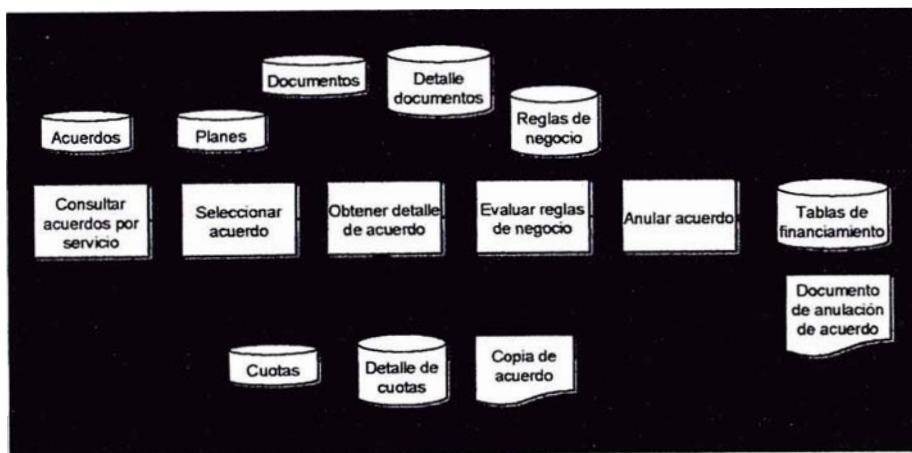 Documentos
Detalle
documentos
Acuerdos
Planes
Reglas de
negocio
Consultar
acuerdos por
servicio
Seleccionar
acuerdo
Obtener detalle
de acuerdo
Evaluar reglas
de negocio
Anular acuerdo
Tablas de
financiamiento
Documento
de anulación
de acuerdo
Cuotas
Detalle de
cuotas
Copia de
acuerdo